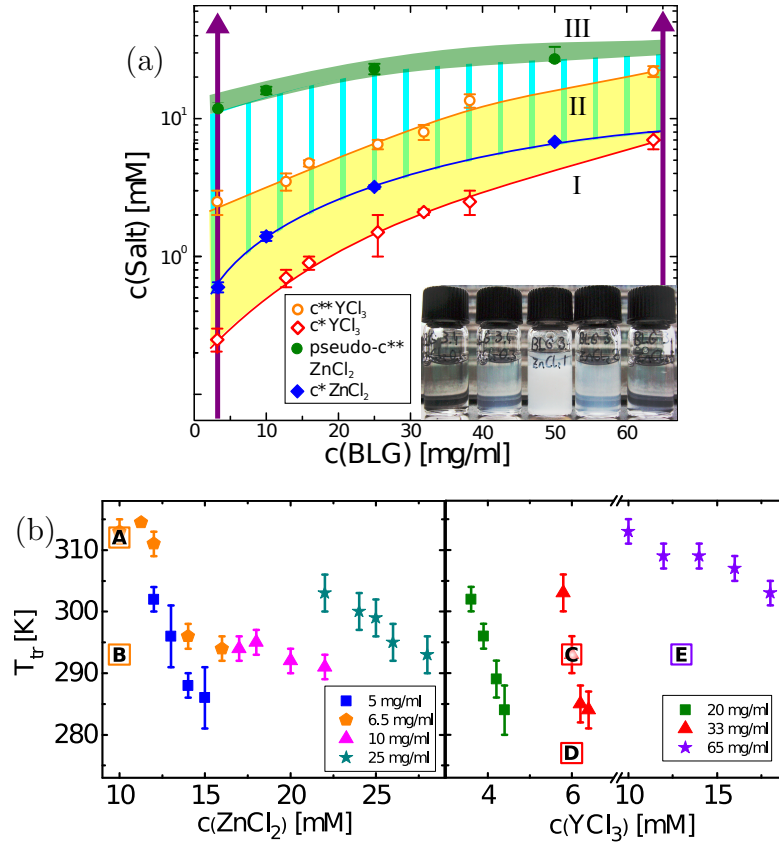 (a)
III
II
I
c(Salt) [mM]
10¹
10⁰
c** YCl₃
c* YCl₃
pseudo-c**
ZnCl₂
c* ZnCl₂
BLG 3.
ZnCl₂
0 10 20 30 40 50 60
c(BLG) [mg/ml]
(b)
T_tr [K]
310
300
290
280
A
B
C
D
E
5 mg/ml
6.5 mg/ml
10 mg/ml
25 mg/ml
20 mg/ml
33 mg/ml
65 mg/ml
10 15 20 25
4 6 10 15
c(ZnCl₂) [mM]
c(YCl₃) [mM]